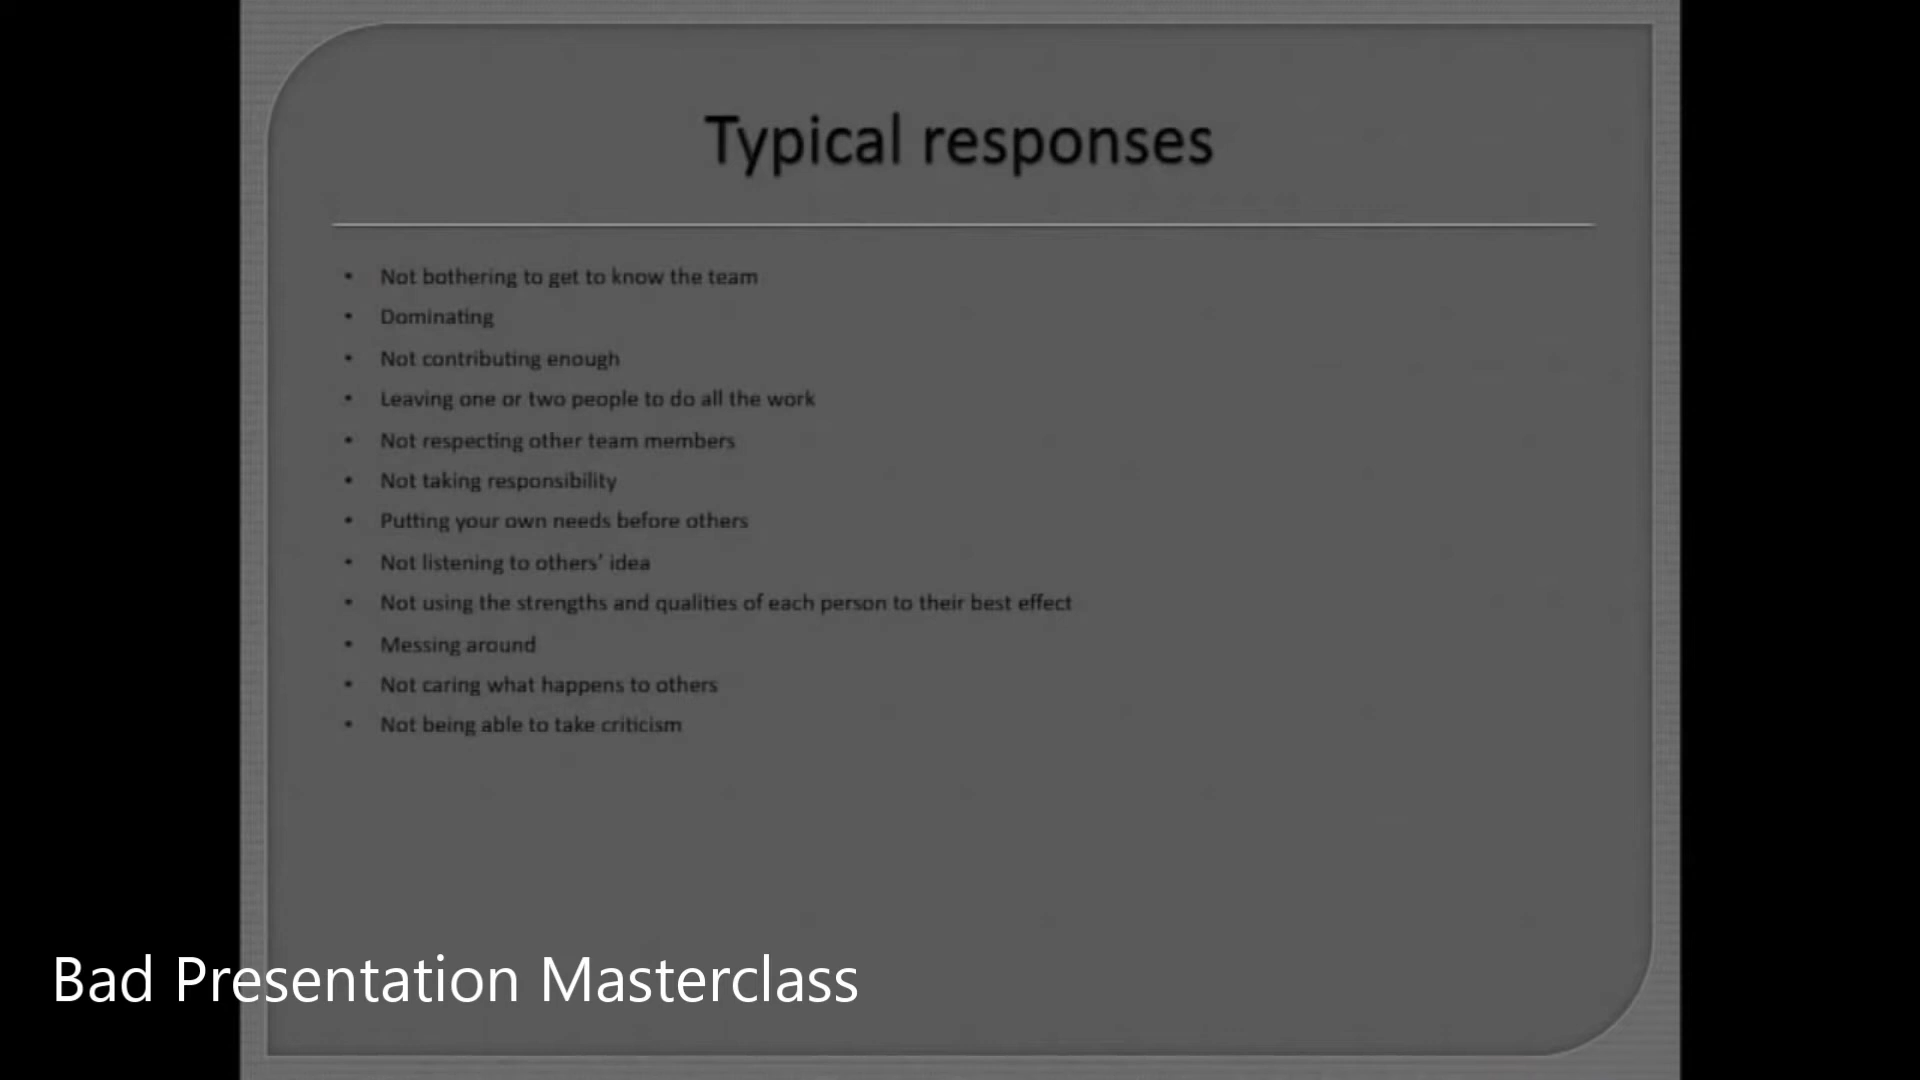 Typical responses
• Not bothering to get to know the team
• Dominating
• Not contributing enough
• Leaving one or two people to do all the work
• Not respecting other team members
• Not taking responsibility
• Putting your own needs before others
• Not listening to others’ idea
• Not using the strengths and qualities of each person to their best effect
• Messing around
• Not caring what happens to others
• Not being able to take criticism
Bad Presentation Masterclass